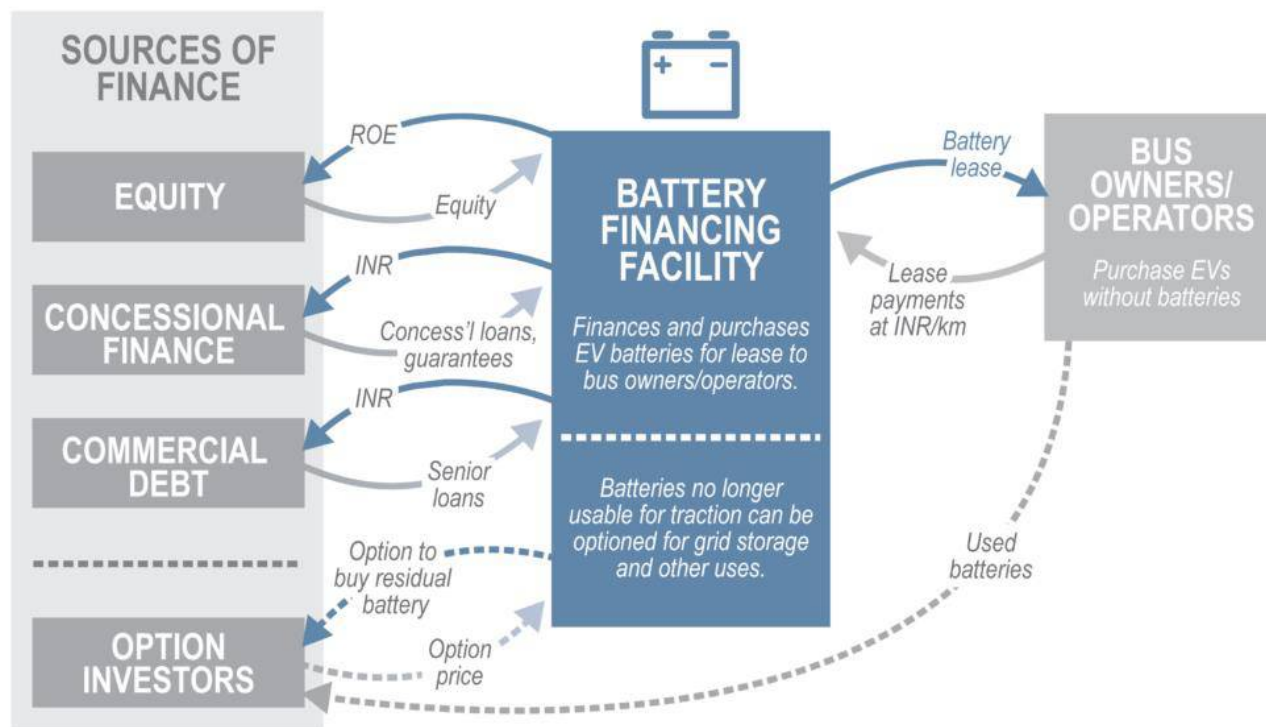 SOURCES OF
FINANCE
EQUITY
CONCESSIONAL
FINANCE
COMMERCIAL
DEBT
OPTION
INVESTORS
ROE
Equity
INR
Concess'l loans,
guarantees
INR
Senior
loans
Option to
buy residual
battery
Option
price
+ −
BATTERY
FINANCING
FACILITY
Finances and purchases
EV batteries for lease to
bus owners/operators.
Batteries no longer
usable for traction can be
optioned for grid storage
and other uses.
Battery
lease
Lease
payments
at INR/km
BUS
OWNERS/
OPERATORS
Purchase EVs
without batteries
Used
batteries